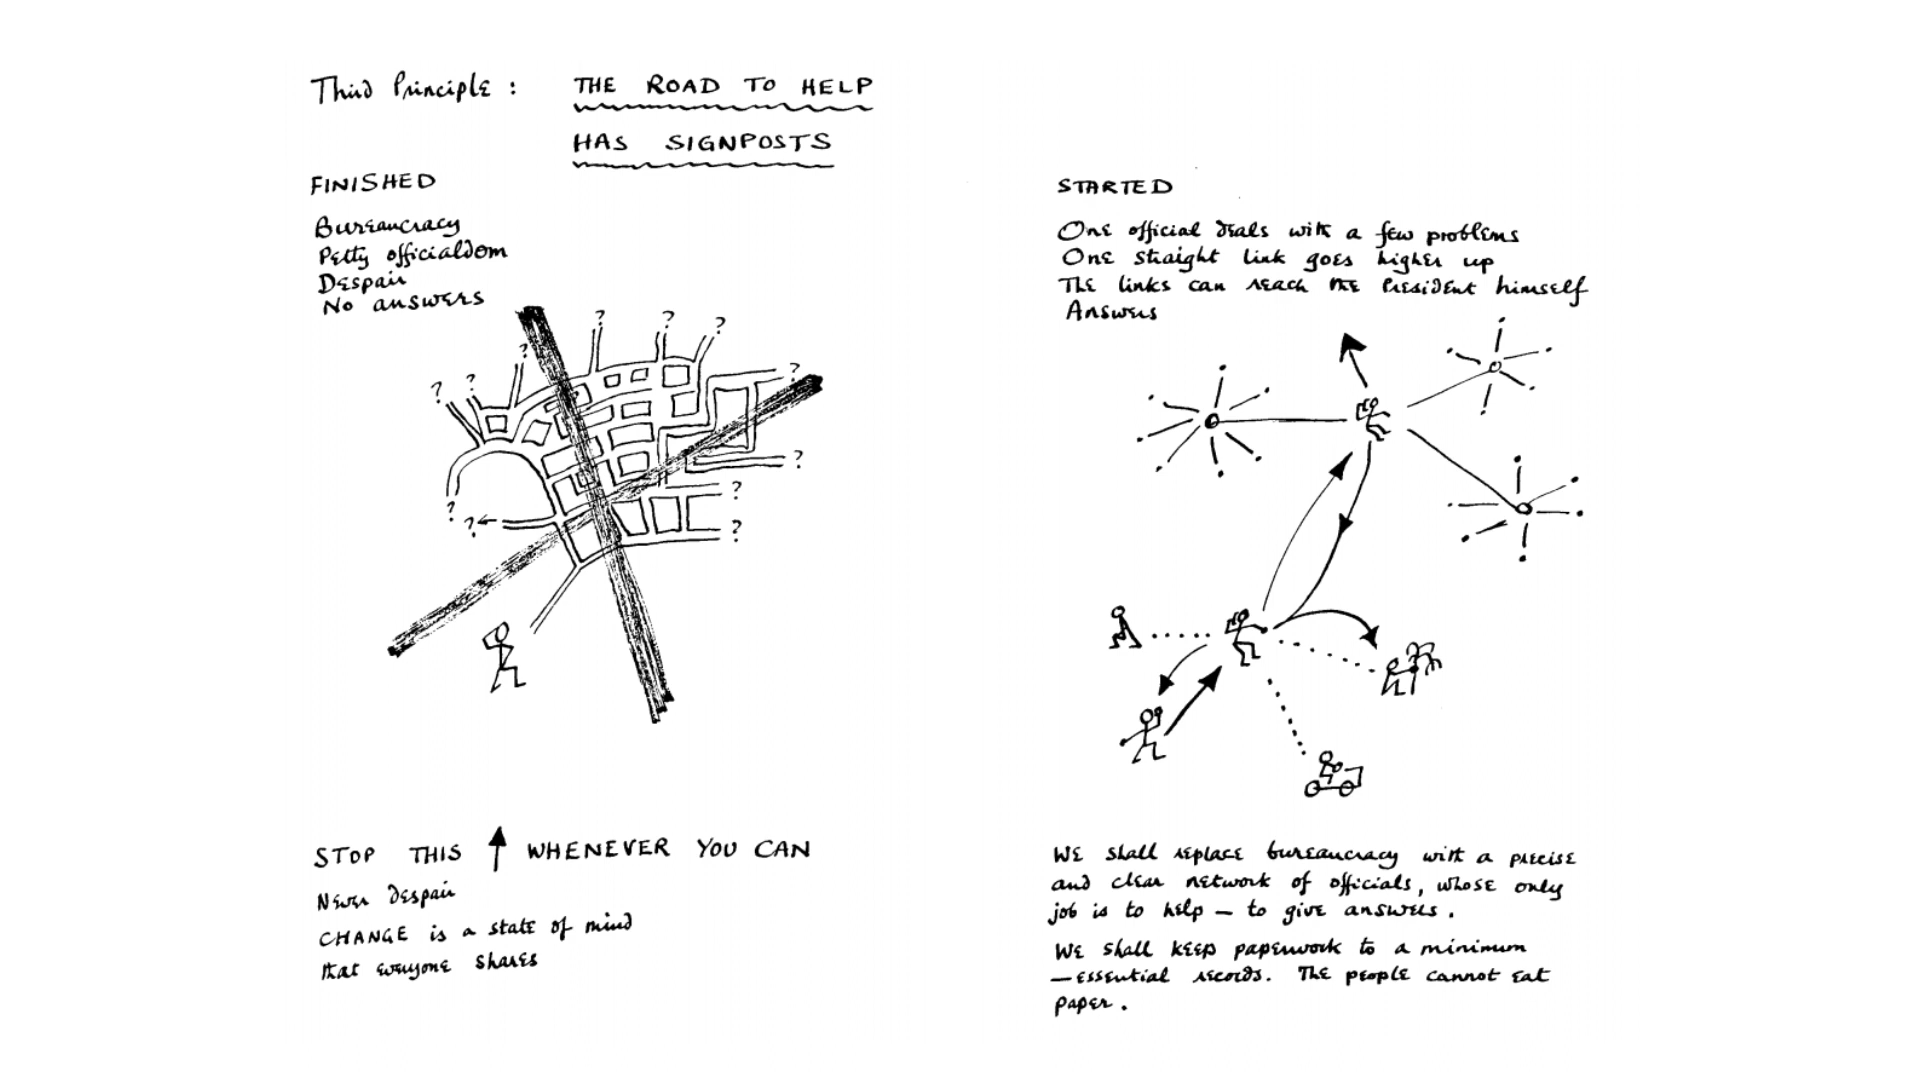 Third Principle : THE ROAD TO HELP
HAS SIGNPOSTS
FINISHED
Bureaucracy
Petty officialdom
Despair
No answers
? ? ? ? ? ? ? ? ? ? ? ?
STOP THIS ↑ WHENEVER YOU CAN
Never despair
CHANGE is a state of mind
that everyone shares
STARTED
One official deals with a few problems
One straight link goes higher up
The links can reach the President himself
Answers
We shall replace bureaucracy with a precise
and clear network of officials, whose only
job is to help — to give answers.
We shall keep paperwork to a minimum
— essential records. The people cannot eat
paper.